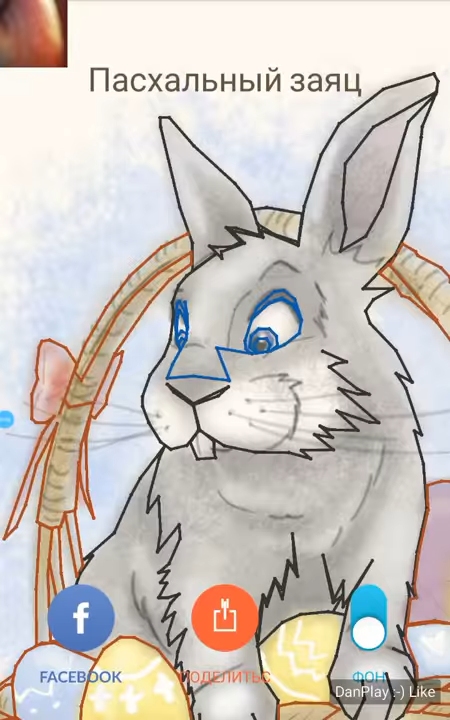 Пасхальный заяц
FACEBOOK
ПОДЕЛИТЬС
ФОН
DanPlay :-) Like